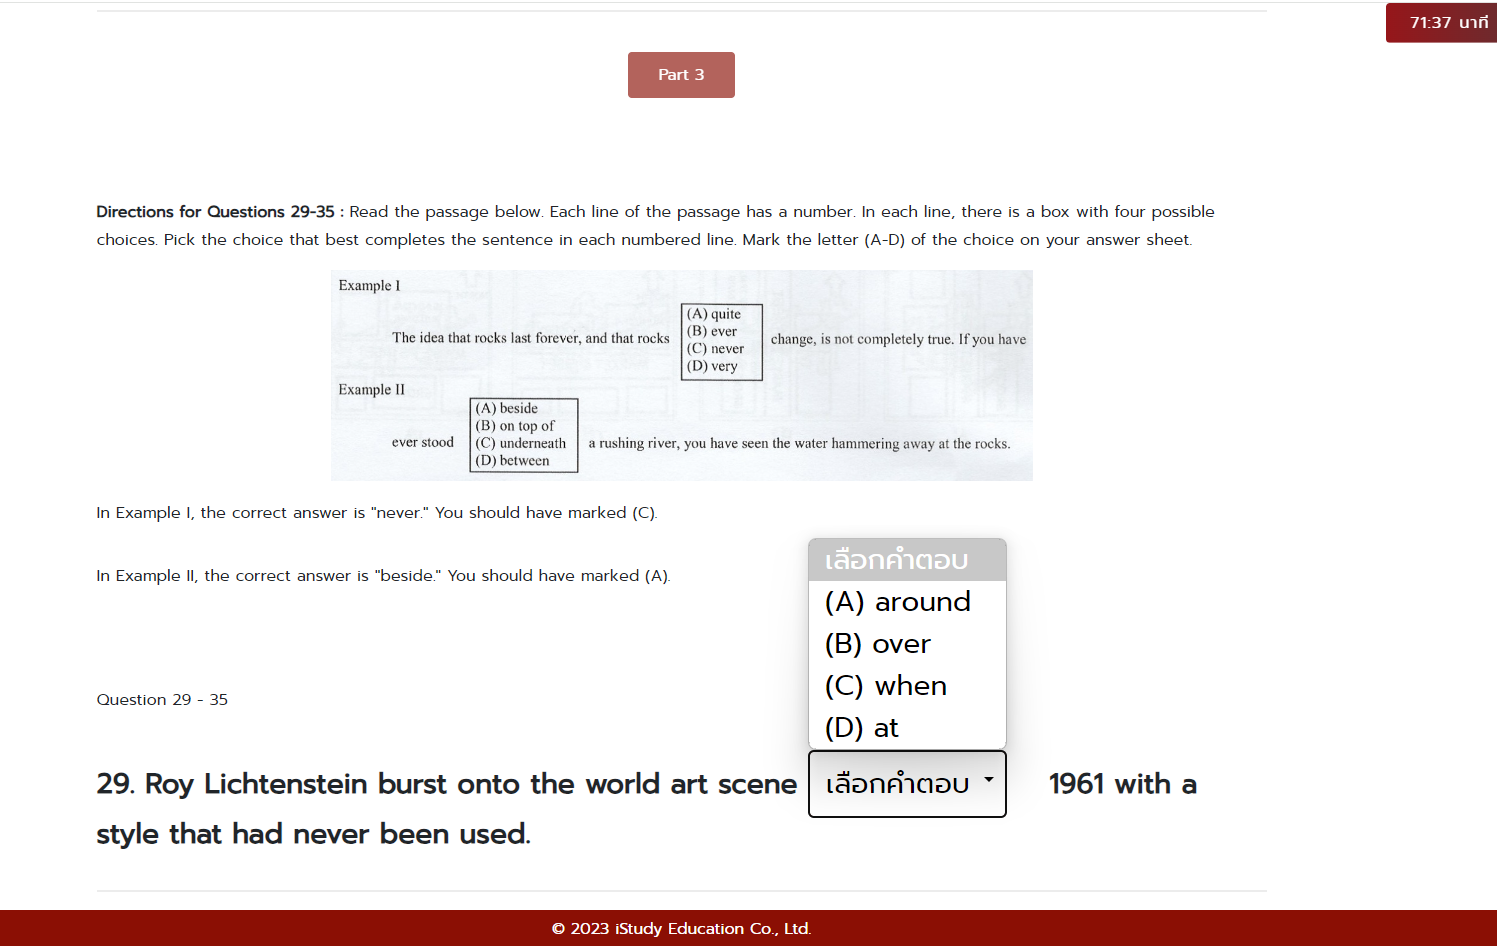 71:37 นาที
Part 3
Directions for Questions 29-35 : Read the passage below. Each line of the passage has a number. In each line, there is a box with four possible
choices. Pick the choice that best completes the sentence in each numbered line. Mark the letter (A-D) of the choice on your answer sheet.
Example I
The idea that rocks last forever, and that rocks
(A) quite
(B) ever
(C) never
(D) very
change, is not completely true. If you have
Example II
ever stood
(A) beside
(B) on top of
(C) underneath
(D) between
a rushing river, you have seen the water hammering away at the rocks.
In Example I, the correct answer is "never." You should have marked (C).
In Example II, the correct answer is "beside." You should have marked (A).
Question 29 - 35
เลือกคำตอบ
(A) around
(B) over
(C) when
(D) at
29. Roy Lichtenstein burst onto the world art scene เลือกคำตอบ 1961 with a
style that had never been used.
© 2023 iStudy Education Co., Ltd.